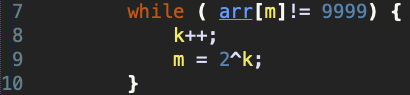 7 while ( arr[m]!= 9999) {
8 k++;
9 m = 2^k;
10 }